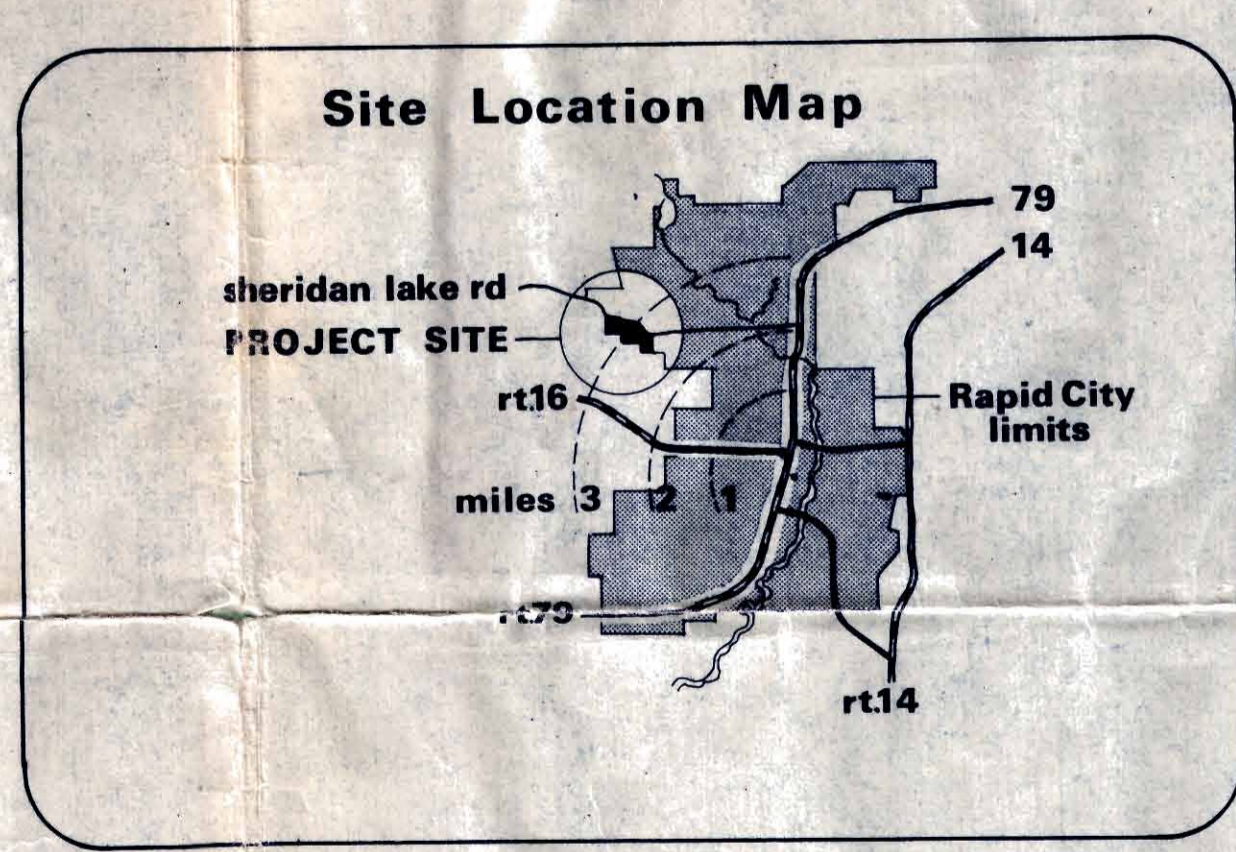 Site Location Map
79
14
sheridan lake rd
PROJECT SITE
rt.16
Rapid City
limits
miles 3 2 1
rt.79
rt.14